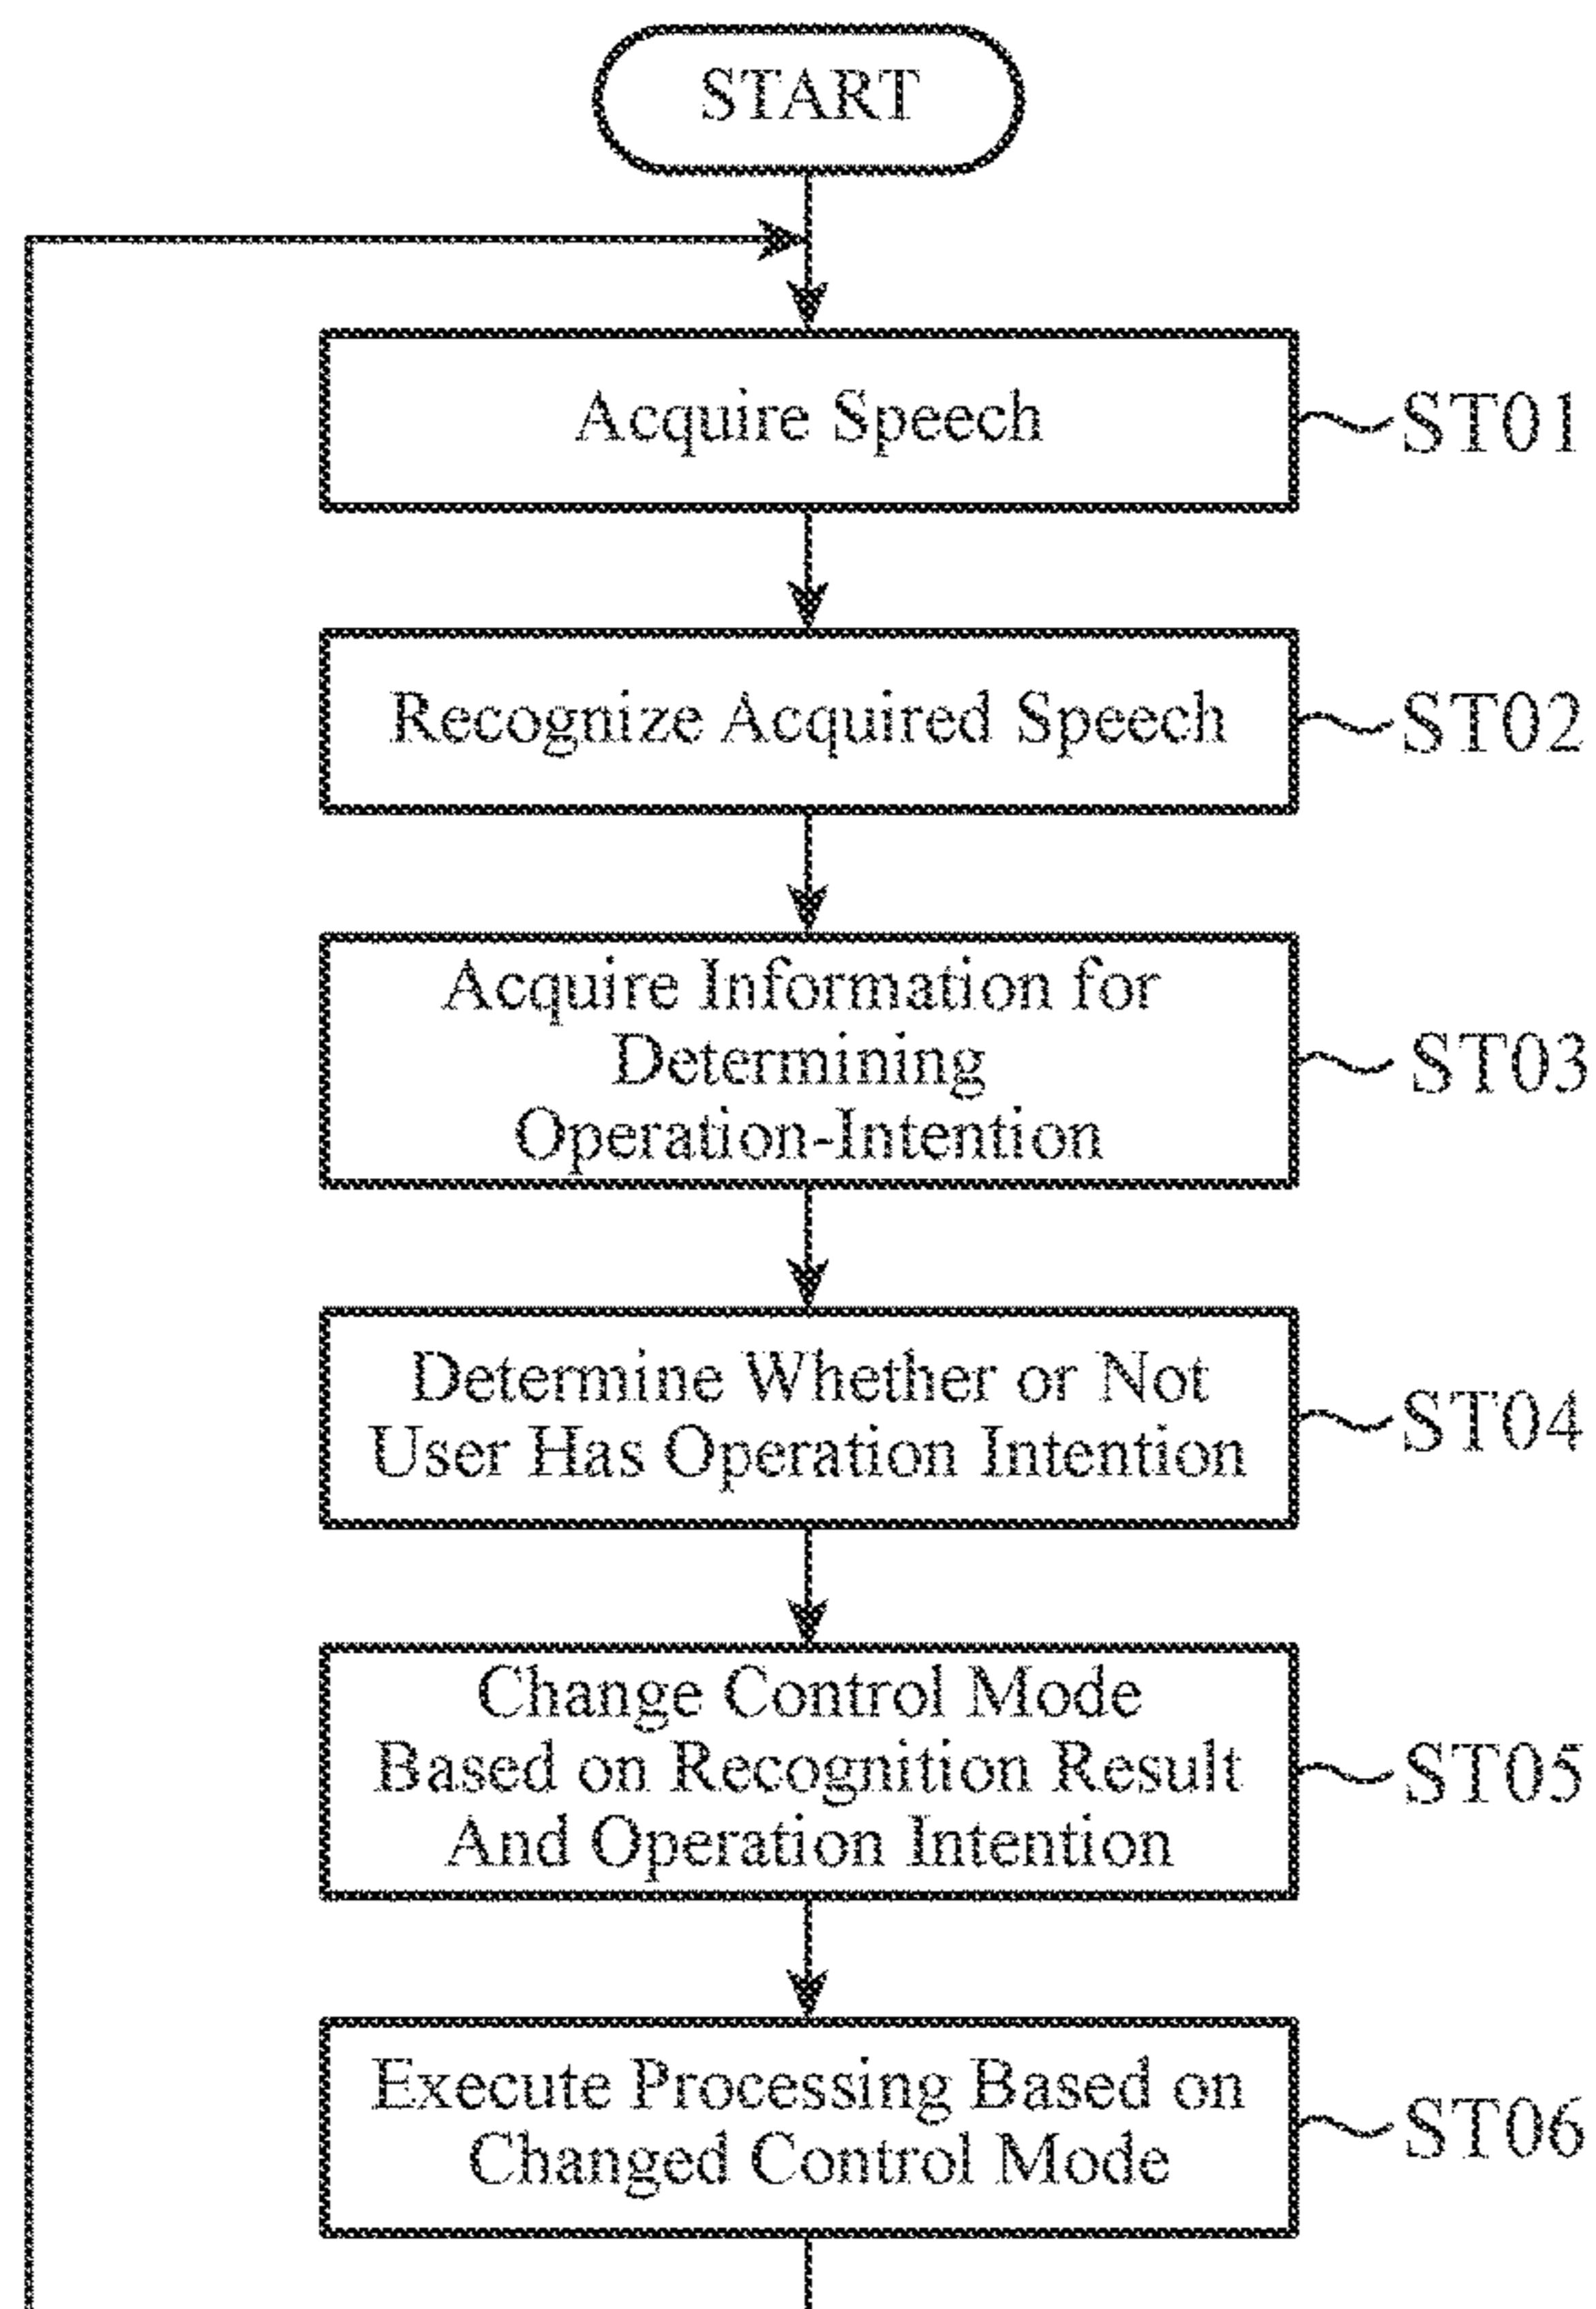 START
Acquire Speech
ST01
Recognize Acquired Speech
ST02
Acquire Information for
Determining
Operation-Intention
ST03
Determine Whether or Not
User Has Operation Intention
ST04
Change Control Mode
Based on Recognition Result
And Operation Intention
ST05
Execute Processing Based on
Changed Control Mode
ST06